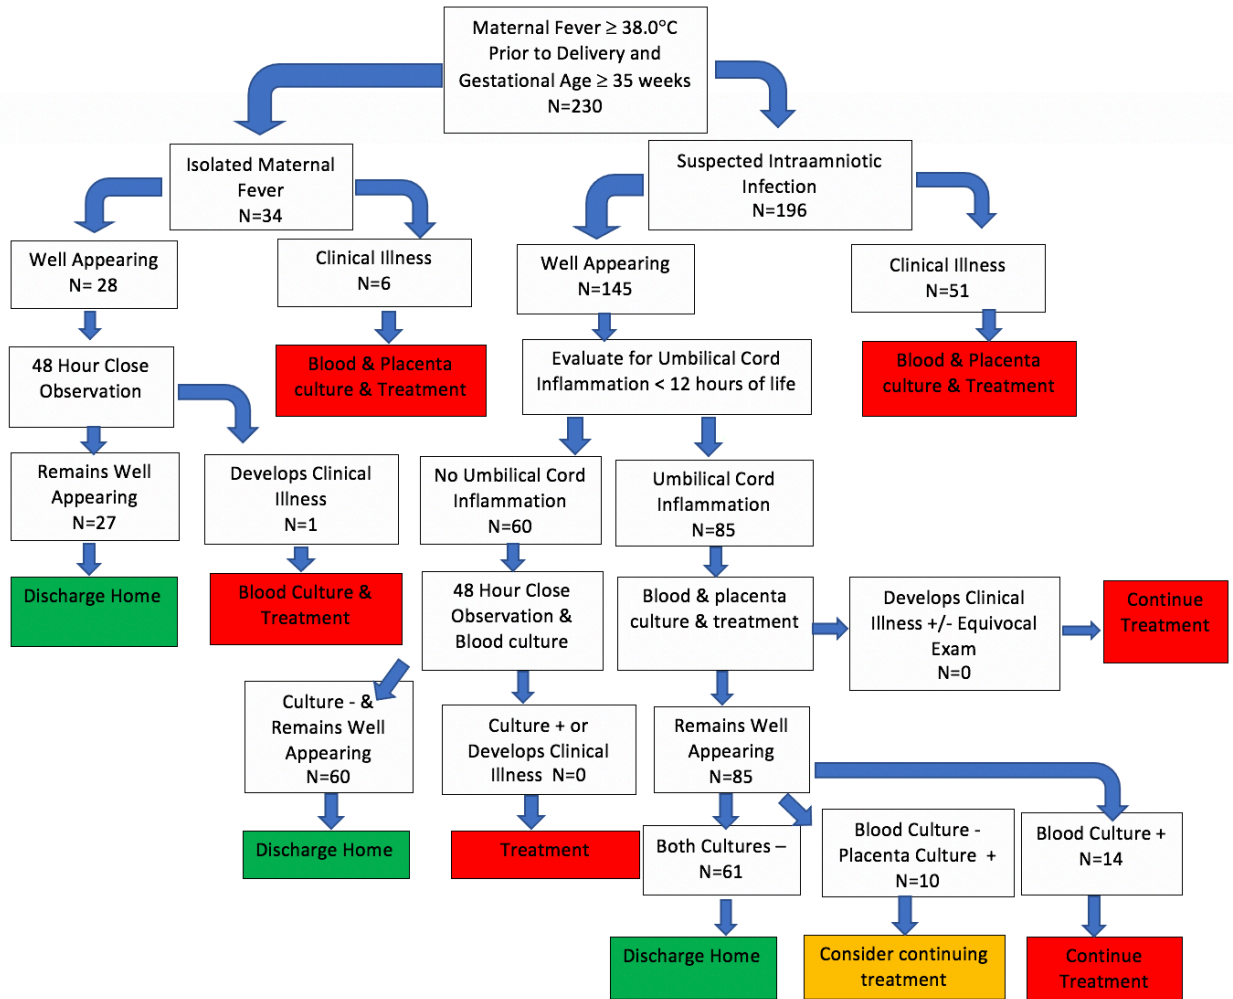 Maternal Fever ≥ 38.0°C
Prior to Delivery and
Gestational Age ≥ 35 weeks
N=230
Isolated Maternal
Fever
N=34
Suspected Intraamniotic
Infection
N=196
Well Appearing
N= 28
Clinical Illness
N=6
Well Appearing
N=145
Clinical Illness
N=51
48 Hour Close
Observation
Blood & Placenta
culture & Treatment
Evaluate for Umbilical Cord
Inflammation < 12 hours of life
Blood & Placenta
culture & Treatment
Remains Well
Appearing
N=27
Develops Clinical
Illness
N=1
No Umbilical Cord
Inflammation
N=60
Umbilical Cord
Inflammation
N=85
Discharge Home
Blood Culture &
Treatment
48 Hour Close
Observation &
Blood culture
Blood & placenta
culture & treatment
Develops Clinical
Illness +/- Equivocal
Exam
N=0
Continue
Treatment
Culture - &
Remains Well
Appearing
N=60
Culture + or
Develops Clinical
Illness N=0
Remains Well
Appearing
N=85
Discharge Home
Treatment
Both Cultures –
N=61
Blood Culture -
Placenta Culture +
N=10
Blood Culture +
N=14
Discharge Home
Consider continuing
treatment
Continue
Treatment